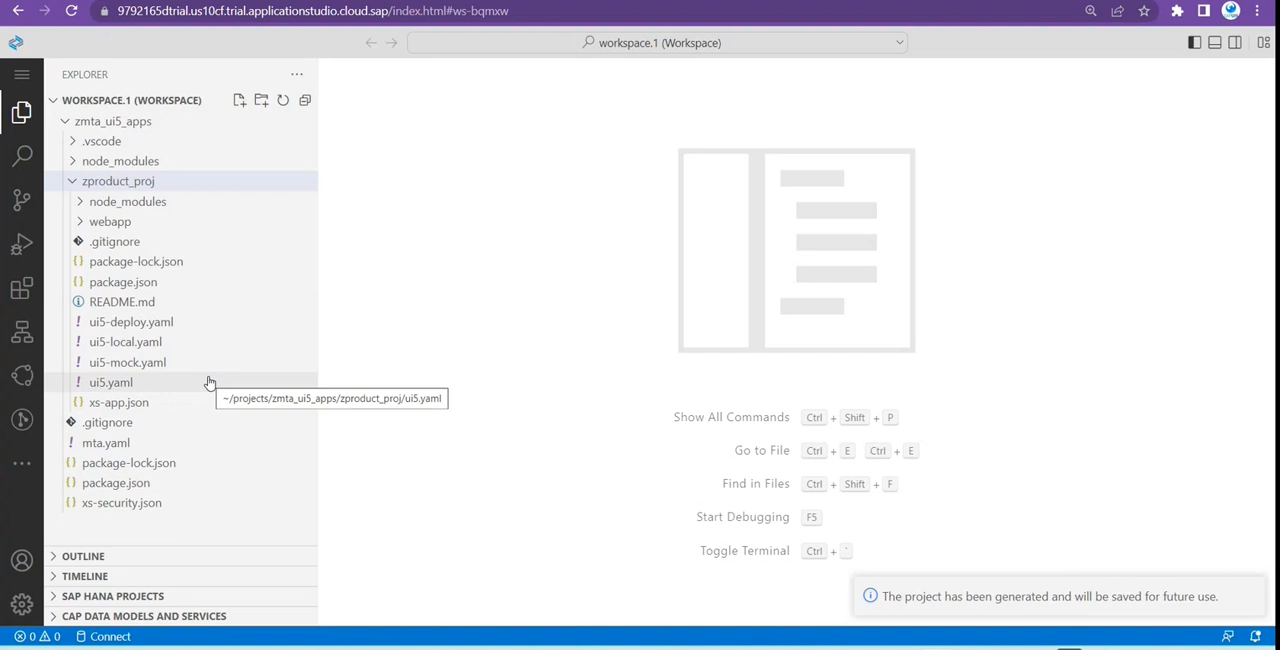 9792165dtrial.us10cf.trial.applicationstudio.cloud.sap/index.html#ws-bqmxw
workspace.1 (Workspace)
EXPLORER
WORKSPACE.1 (WORKSPACE)
zmta_ui5_apps
.vscode
node_modules
zproduct_proj
node_modules
webapp
.gitignore
{} package-lock.json
{} package.json
README.md
! ui5-deploy.yaml
! ui5-local.yaml
! ui5-mock.yaml
! ui5.yaml
~/projects/zmta_ui5_apps/zproduct_proj/ui5.yaml
{} xs-app.json
.gitignore
! mta.yaml
{} package-lock.json
{} package.json
{} xs-security.json
OUTLINE
TIMELINE
SAP HANA PROJECTS
CAP DATA MODELS AND SERVICES
Show All Commands Ctrl + Shift + P
Go to File Ctrl + E Ctrl + E
Find in Files Ctrl + Shift + F
Start Debugging F5
Toggle Terminal Ctrl + `
The project has been generated and will be saved for future use.
0 0 Connect